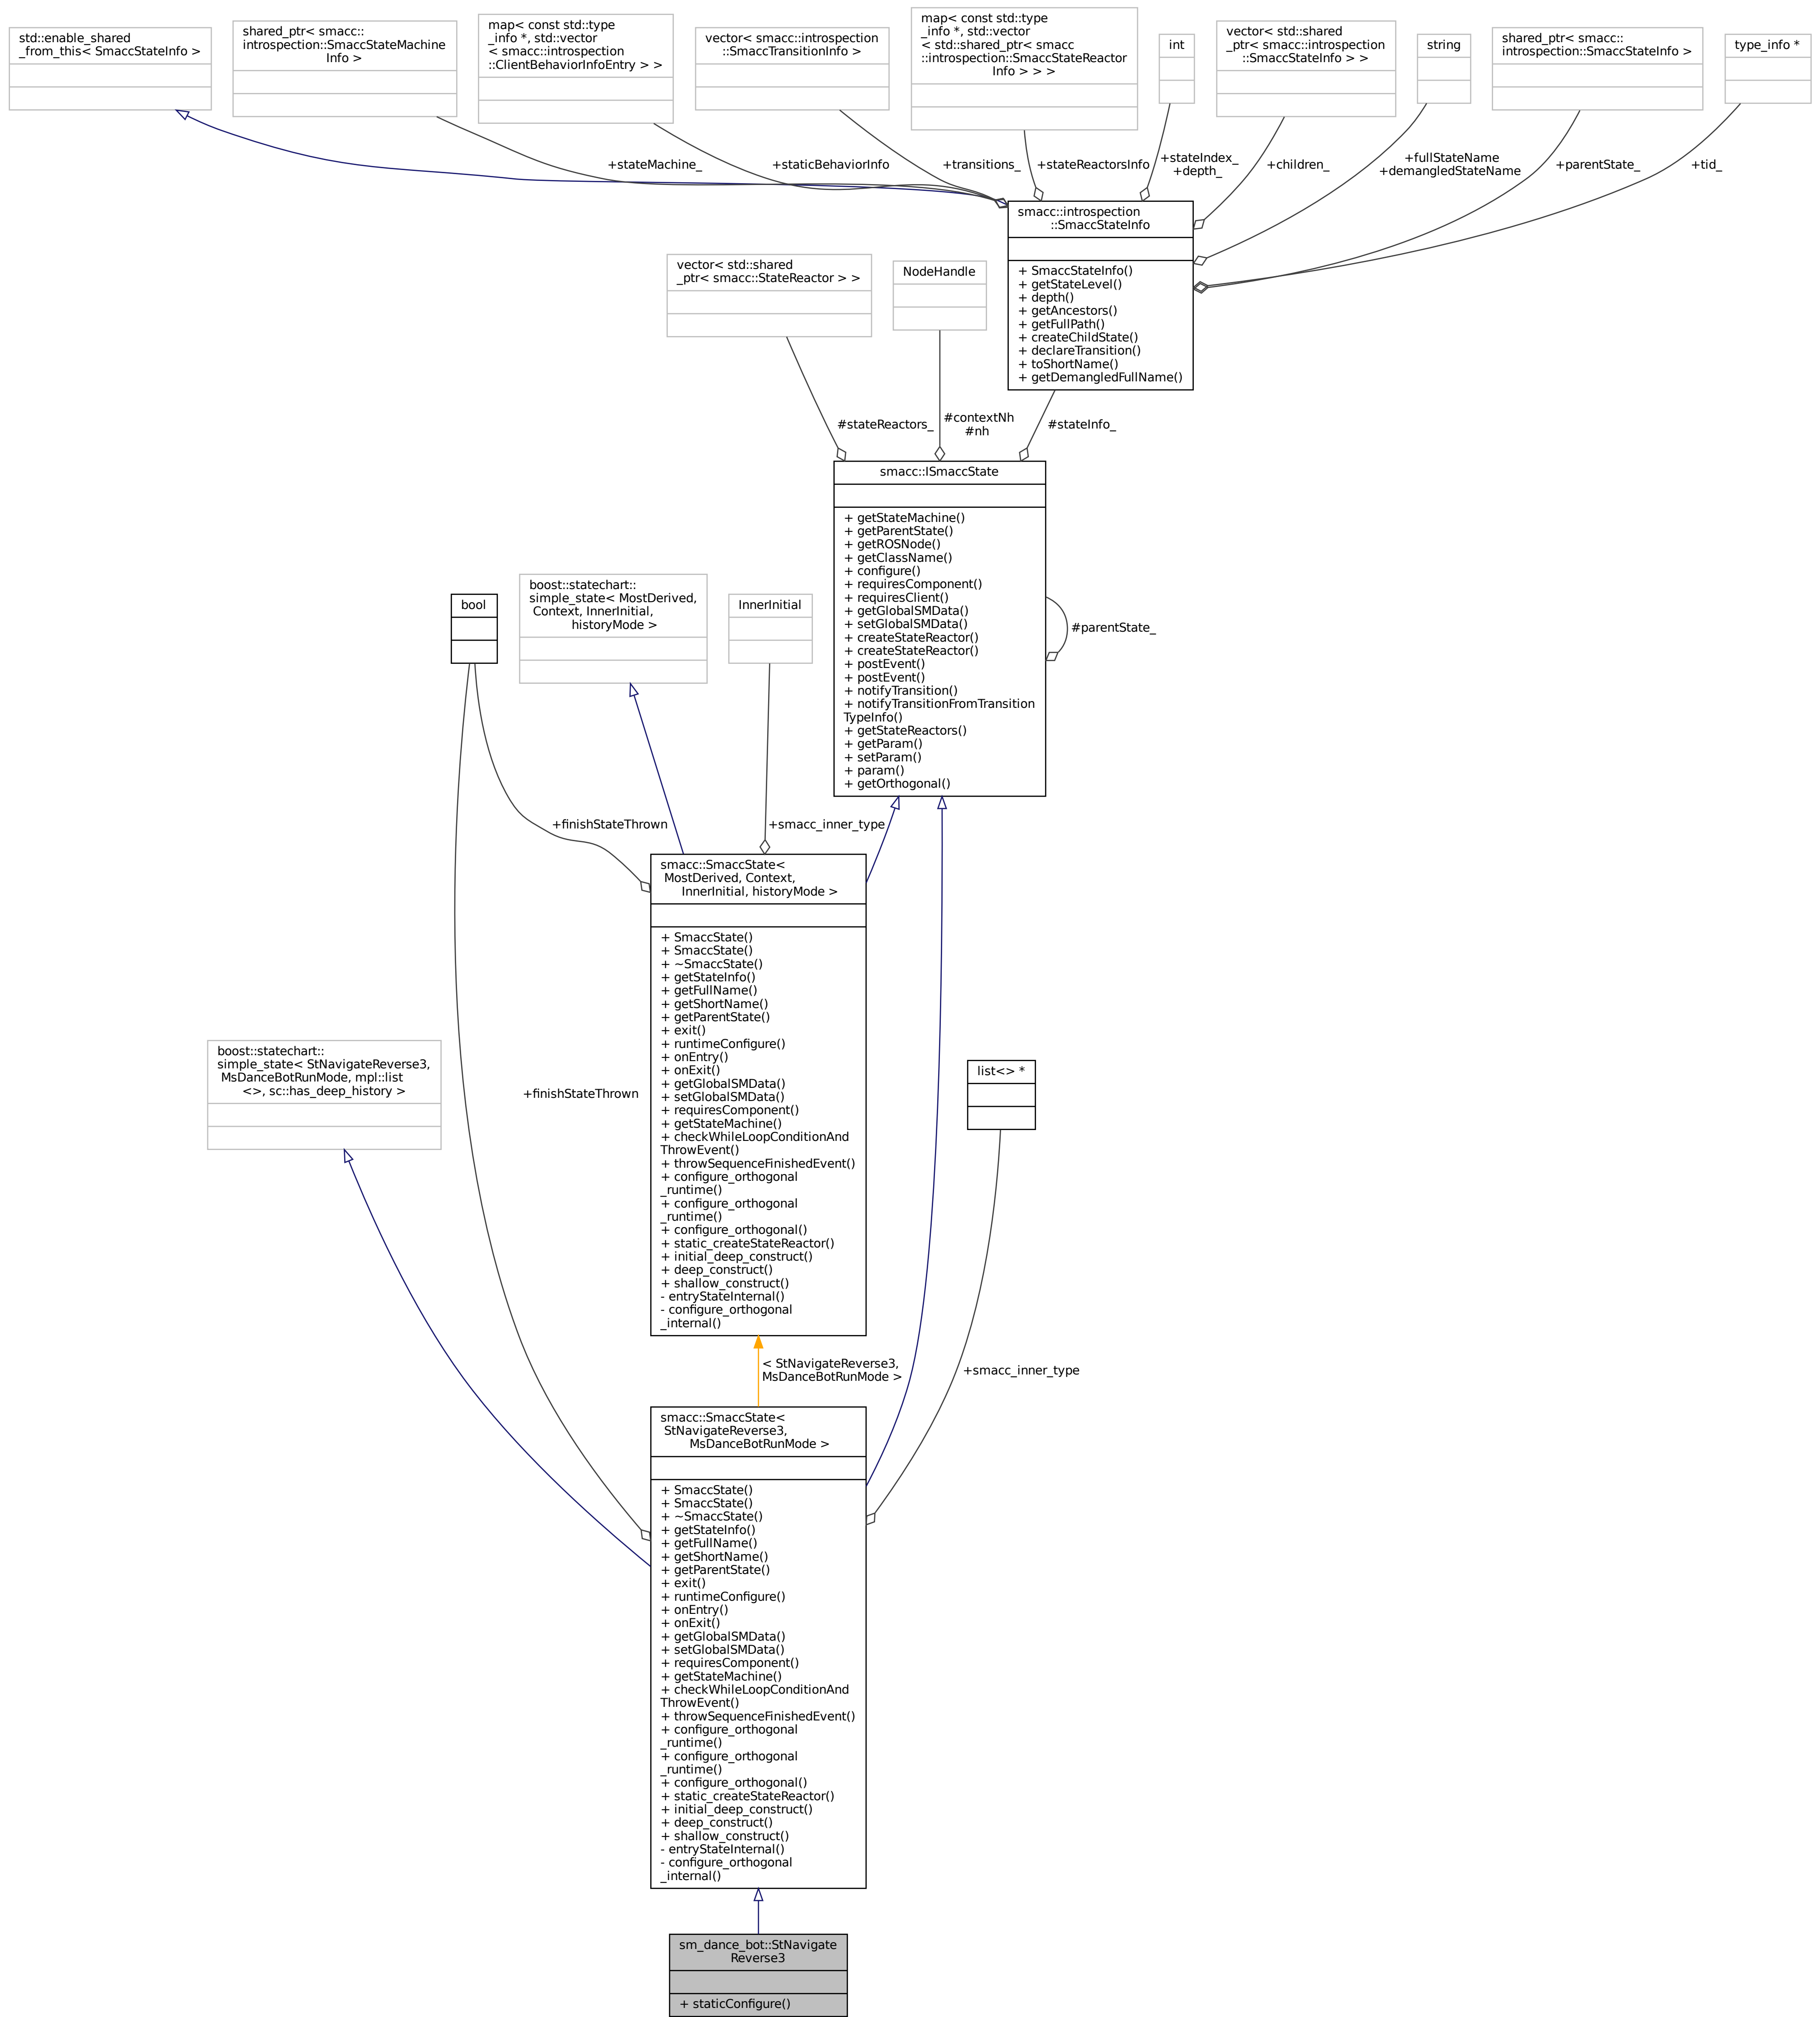 std::enable_shared
_from_this< SmaccStateInfo >
shared_ptr< smacc::
introspection::SmaccStateMachine
Info >
map< const std::type
_info *, std::vector
< smacc::introspection
::ClientBehaviorInfoEntry > >
vector< smacc::introspection
::SmaccTransitionInfo >
map< const std::type
_info *, std::vector
< std::shared_ptr< smacc
::introspection::SmaccStateReactor
Info > > >
int
vector< std::shared
_ptr< smacc::introspection
::SmaccStateInfo > >
string
shared_ptr< smacc::
introspection::SmaccStateInfo >
type_info *
+stateMachine_
+staticBehaviorInfo
+transitions_
+stateReactorsInfo
+stateIndex_
+depth_
+children_
+fullStateName
+demangledStateName
+parentState_
+tid_
smacc::introspection
::SmaccStateInfo
+ SmaccStateInfo()
+ getStateLevel()
+ depth()
+ getAncestors()
+ getFullPath()
+ createChildState()
+ declareTransition()
+ toShortName()
+ getDemangledFullName()
vector< std::shared
_ptr< smacc::StateReactor > >
NodeHandle
#stateReactors_
#contextNh
#nh
#stateInfo_
smacc::ISmaccState
+ getStateMachine()
+ getParentState()
+ getROSNode()
+ getClassName()
+ configure()
+ requiresComponent()
+ requiresClient()
+ getGlobalSMData()
+ setGlobalSMData()
+ createStateReactor()
+ createStateReactor()
+ postEvent()
+ postEvent()
+ notifyTransition()
+ notifyTransitionFromTransition
TypeInfo()
+ getStateReactors()
+ getParam()
+ setParam()
+ param()
+ getOrthogonal()
#parentState_
bool
boost::statechart::
simple_state< MostDerived,
Context, InnerInitial,
historyMode >
InnerInitial
+finishStateThrown
+smacc_inner_type
smacc::SmaccState<
MostDerived, Context,
InnerInitial, historyMode >
+ SmaccState()
+ SmaccState()
+ ~SmaccState()
+ getStateInfo()
+ getFullName()
+ getShortName()
+ getParentState()
+ exit()
+ runtimeConfigure()
+ onEntry()
+ onExit()
+ getGlobalSMData()
+ setGlobalSMData()
+ requiresComponent()
+ getStateMachine()
+ checkWhileLoopConditionAnd
ThrowEvent()
+ throwSequenceFinishedEvent()
+ configure_orthogonal
_runtime()
+ configure_orthogonal
_runtime()
+ configure_orthogonal()
+ static_createStateReactor()
+ initial_deep_construct()
+ deep_construct()
+ shallow_construct()
- entryStateInternal()
- configure_orthogonal
_internal()
boost::statechart::
simple_state< StNavigateReverse3,
MsDanceBotRunMode, mpl::list
<>, sc::has_deep_history >
+finishStateThrown
list<> *
< StNavigateReverse3,
MsDanceBotRunMode >
+smacc_inner_type
smacc::SmaccState<
StNavigateReverse3,
MsDanceBotRunMode >
+ SmaccState()
+ SmaccState()
+ ~SmaccState()
+ getStateInfo()
+ getFullName()
+ getShortName()
+ getParentState()
+ exit()
+ runtimeConfigure()
+ onEntry()
+ onExit()
+ getGlobalSMData()
+ setGlobalSMData()
+ requiresComponent()
+ getStateMachine()
+ checkWhileLoopConditionAnd
ThrowEvent()
+ throwSequenceFinishedEvent()
+ configure_orthogonal
_runtime()
+ configure_orthogonal
_runtime()
+ configure_orthogonal()
+ static_createStateReactor()
+ initial_deep_construct()
+ deep_construct()
+ shallow_construct()
- entryStateInternal()
- configure_orthogonal
_internal()
sm_dance_bot::StNavigate
Reverse3
+ staticConfigure()